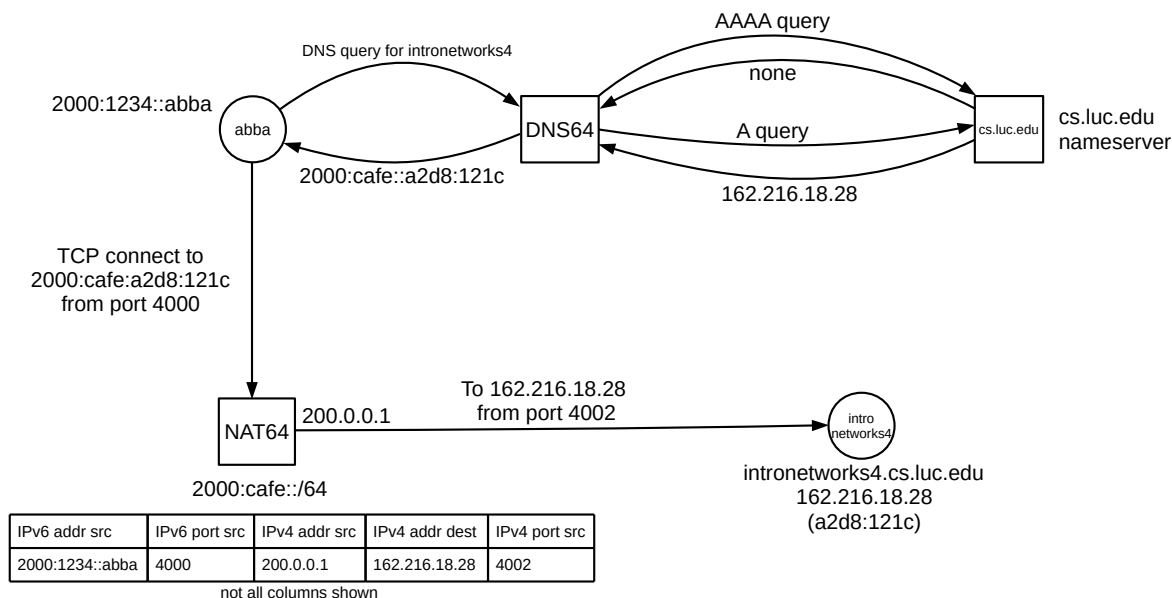 AAAA query
DNS query for intronetworks4
none
2000:1234::abba
abba
DNS64
A query
cs.luc.edu
cs.luc.edu
nameserver
2000:cafe::a2d8:121c
162.216.18.28
TCP connect to
2000:cafe:a2d8:121c
from port 4000
To 162.216.18.28
from port 4002
200.0.0.1
NAT64
intro
networks4
2000:cafe::/64
intronetworks4.cs.luc.edu
162.216.18.28
(a2d8:121c)
IPv6 addr src IPv6 port src IPv4 addr src IPv4 addr dest IPv4 port src
2000:1234::abba 4000 200.0.0.1 162.216.18.28 4002
not all columns shown